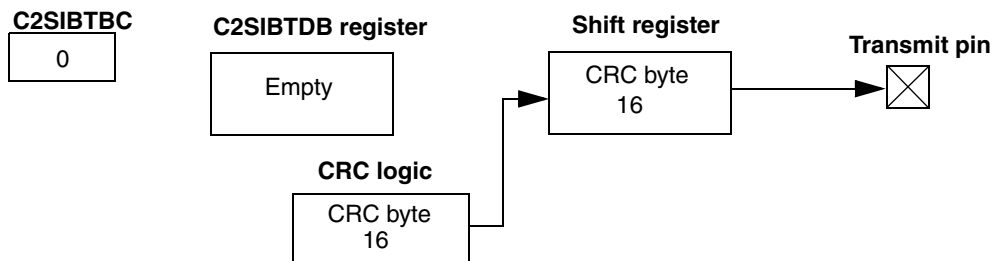 C2SIBTBC
0
C2SIBTDB register
Empty
Shift register
CRC byte
16
Transmit pin
CRC logic
CRC byte
16